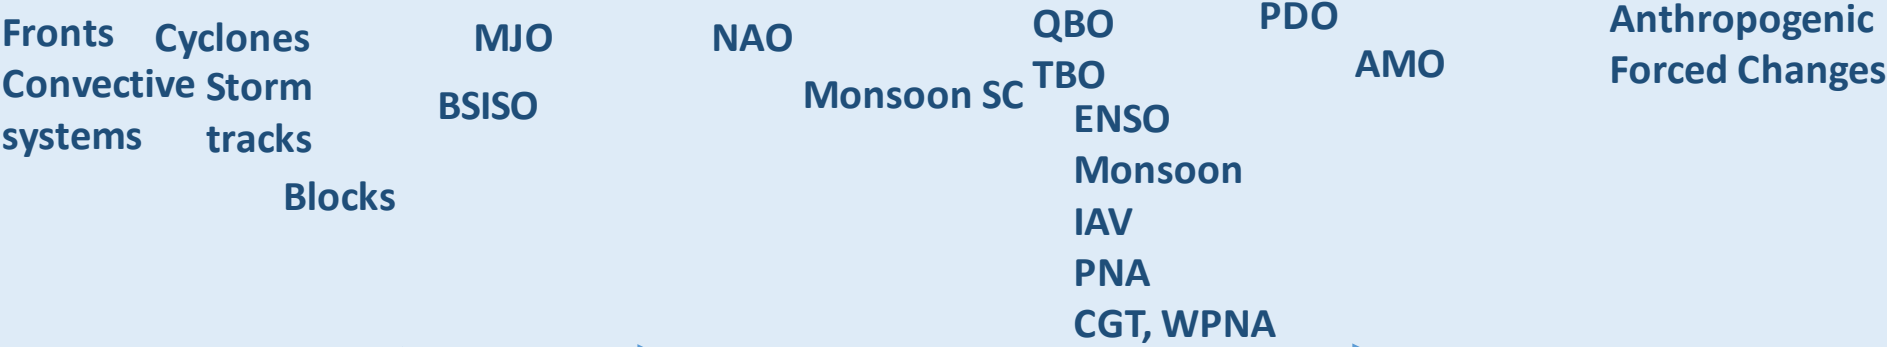 Fronts
Cyclones
Convective
systems
Storm
tracks
Blocks
MJO
BSISO
NAO
Monsoon SC
QBO
TBO
ENSO
Monsoon
IAV
PNA
CGT, WPNA
PDO
AMO
Anthropogenic
Forced Changes